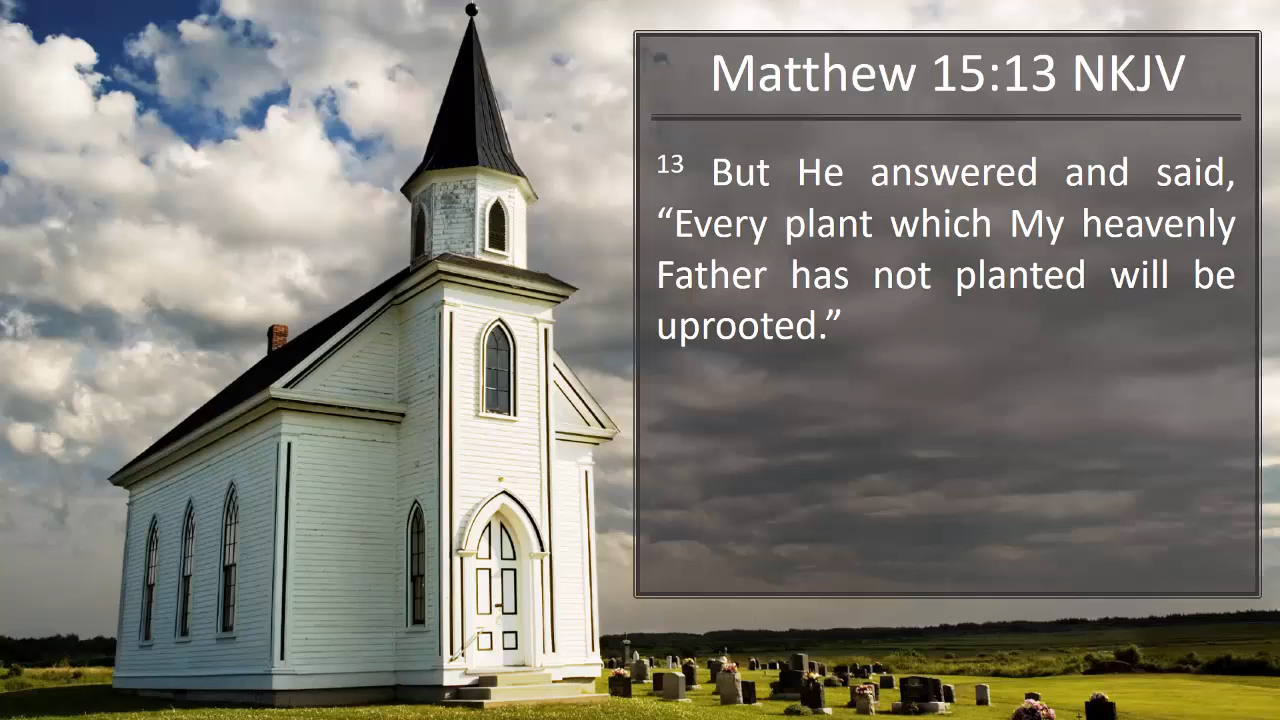 Matthew 15:13 NKJV
13 But He answered and said,
“Every plant which My heavenly
Father has not planted will be
uprooted.”